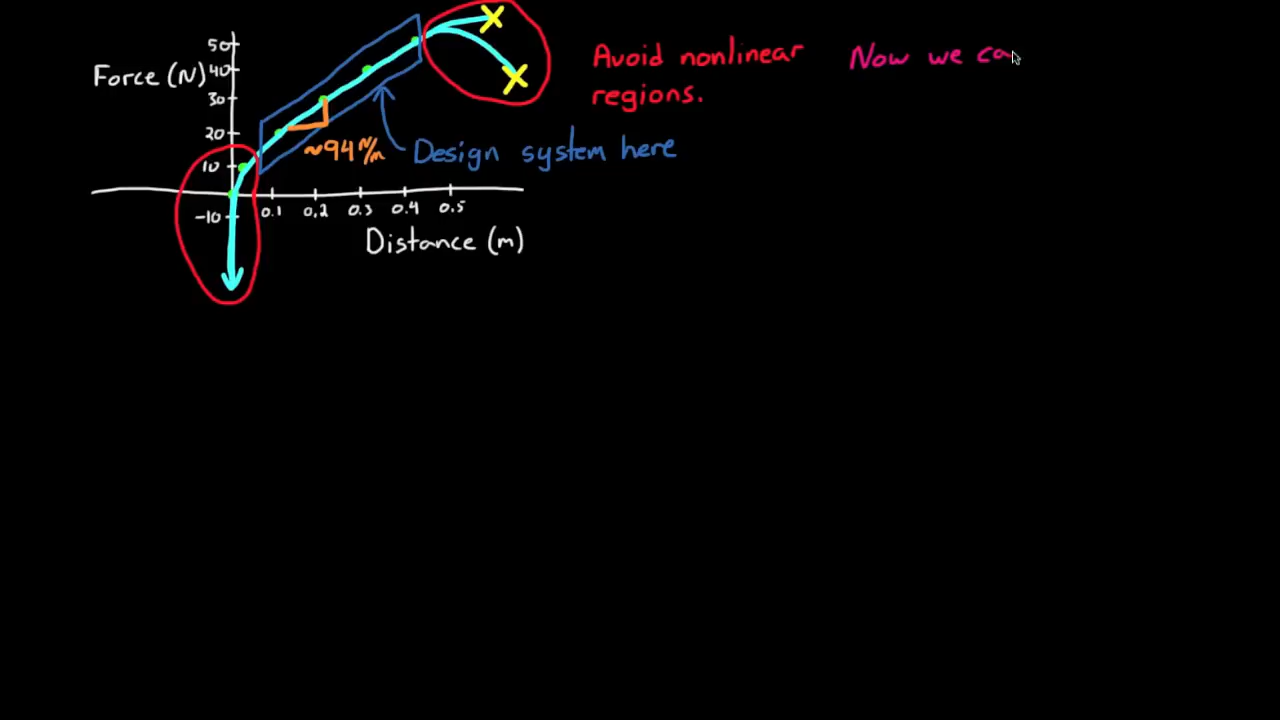 50
Force (N) 40
30
20
10
-10
0.1 0.2 0.3 0.4 0.5
Distance (m)
~94 N/m
Design system here
Avoid nonlinear
regions.
Now we ca